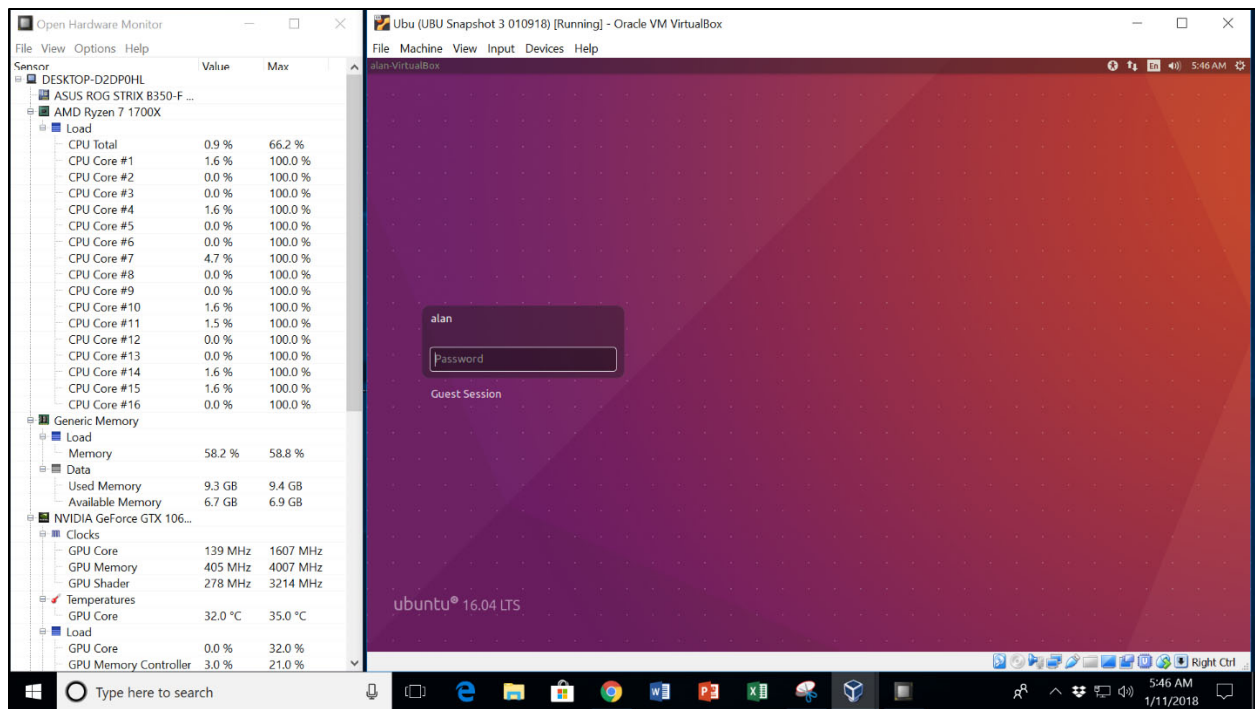 Open Hardware Monitor
File View Options Help
Sensor Value Max
DESKTOP-D2DP0HL
ASUS ROG STRIX B350-F ...
AMD Ryzen 7 1700X
Load
CPU Total 0.9 % 66.2 %
CPU Core #1 1.6 % 100.0 %
CPU Core #2 0.0 % 100.0 %
CPU Core #3 0.0 % 100.0 %
CPU Core #4 1.6 % 100.0 %
CPU Core #5 0.0 % 100.0 %
CPU Core #6 0.0 % 100.0 %
CPU Core #7 4.7 % 100.0 %
CPU Core #8 0.0 % 100.0 %
CPU Core #9 0.0 % 100.0 %
CPU Core #10 1.6 % 100.0 %
CPU Core #11 1.5 % 100.0 %
CPU Core #12 0.0 % 100.0 %
CPU Core #13 0.0 % 100.0 %
CPU Core #14 1.6 % 100.0 %
CPU Core #15 1.6 % 100.0 %
CPU Core #16 0.0 % 100.0 %
Generic Memory
Load
Memory 58.2 % 58.8 %
Data
Used Memory 9.3 GB 9.4 GB
Available Memory 6.7 GB 6.9 GB
NVIDIA GeForce GTX 106...
Clocks
GPU Core 139 MHz 1607 MHz
GPU Memory 405 MHz 4007 MHz
GPU Shader 278 MHz 3214 MHz
Temperatures
GPU Core 32.0 °C 35.0 °C
Load
GPU Core 0.0 % 32.0 %
GPU Memory Controller 3.0 % 21.0 %
Ubu (UBU Snapshot 3 010918) [Running] - Oracle VM VirtualBox
File Machine View Input Devices Help
alan-VirtualBox En 5:46 AM
alan
Password
Guest Session
ubuntu® 16.04 LTS
Right Ctrl
Type here to search
5:46 AM
1/11/2018